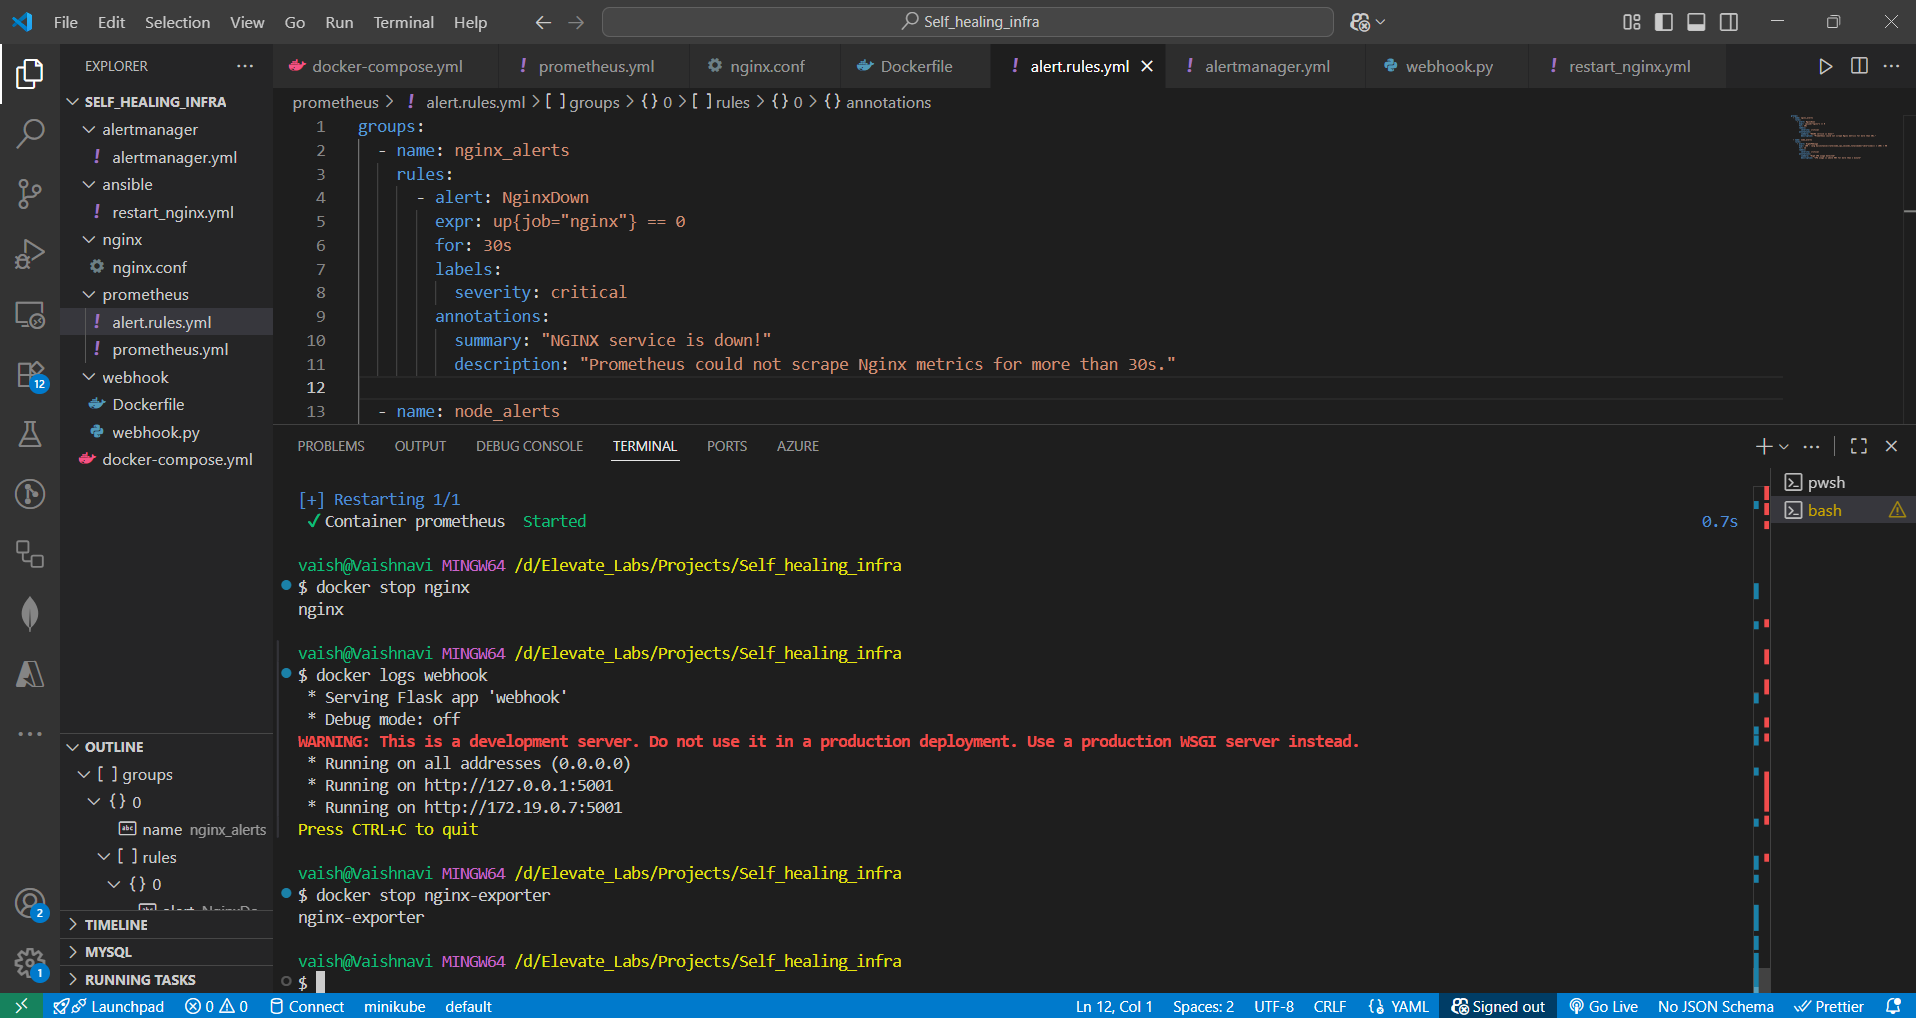 File Edit Selection View Go Run Terminal Help
Self_healing_infra
EXPLORER
SELF_HEALING_INFRA
alertmanager
! alertmanager.yml
ansible
! restart_nginx.yml
nginx
nginx.conf
prometheus
! alert.rules.yml
! prometheus.yml
webhook
Dockerfile
webhook.py
docker-compose.yml
12
OUTLINE
[ ] groups
{} 0
abc name nginx_alerts
[ ] rules
{} 0
TIMELINE
MYSQL
RUNNING TASKS
2
1
docker-compose.yml ! prometheus.yml nginx.conf Dockerfile ! alert.rules.yml ! alertmanager.yml webhook.py ! restart_nginx.yml
prometheus > ! alert.rules.yml > [ ] groups > {} 0 > [ ] rules > {} 0 > {} annotations
1 groups:
2 - name: nginx_alerts
3 rules:
4 - alert: NginxDown
5 expr: up{job="nginx"} == 0
6 for: 30s
7 labels:
8 severity: critical
9 annotations:
10 summary: "NGINX service is down!"
11 description: "Prometheus could not scrape Nginx metrics for more than 30s."
12
13 - name: node_alerts
PROBLEMS OUTPUT DEBUG CONSOLE TERMINAL PORTS AZURE
pwsh
bash
[+] Restarting 1/1
✓ Container prometheus Started 0.7s
vaish@Vaishnavi MINGW64 /d/Elevate_Labs/Projects/Self_healing_infra
$ docker stop nginx
nginx
vaish@Vaishnavi MINGW64 /d/Elevate_Labs/Projects/Self_healing_infra
$ docker logs webhook
* Serving Flask app 'webhook'
* Debug mode: off
WARNING: This is a development server. Do not use it in a production deployment. Use a production WSGI server instead.
* Running on all addresses (0.0.0.0)
* Running on http://127.0.0.1:5001
* Running on http://172.19.0.7:5001
Press CTRL+C to quit
vaish@Vaishnavi MINGW64 /d/Elevate_Labs/Projects/Self_healing_infra
$ docker stop nginx-exporter
nginx-exporter
vaish@Vaishnavi MINGW64 /d/Elevate_Labs/Projects/Self_healing_infra
$
Launchpad 0 0 Connect minikube default Ln 12, Col 1 Spaces: 2 UTF-8 CRLF {} YAML Signed out Go Live No JSON Schema Prettier